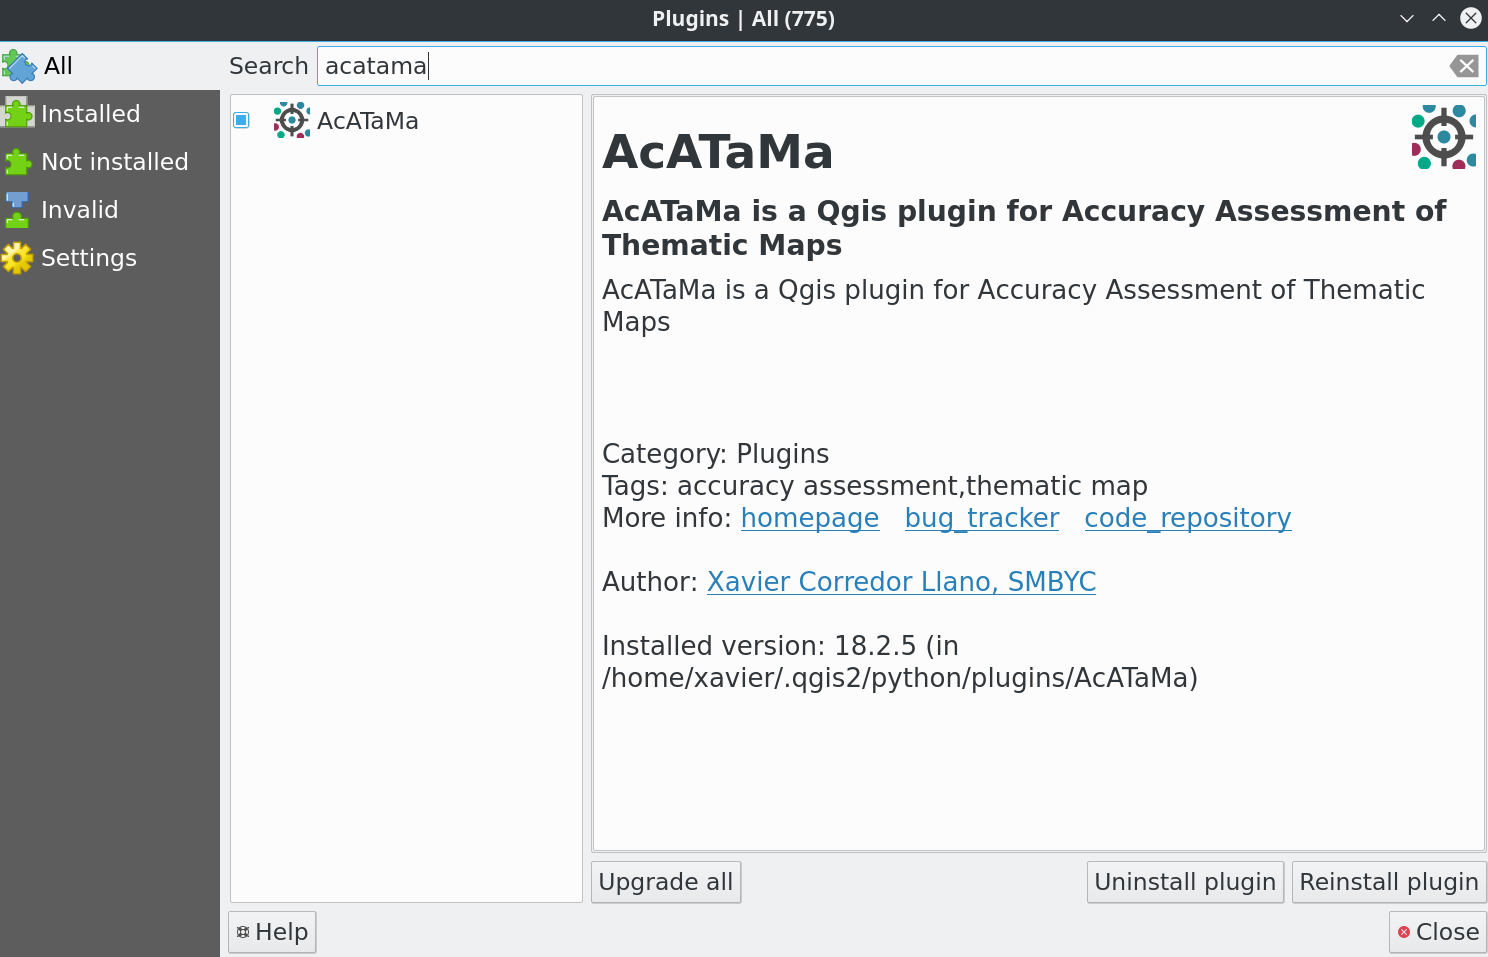 Plugins | All (775)
All
Installed
Not installed
Invalid
Settings
Search acatama
AcATaMa
AcATaMa
AcATaMa is a Qgis plugin for Accuracy Assessment of
Thematic Maps
AcATaMa is a Qgis plugin for Accuracy Assessment of Thematic
Maps
Category: Plugins
Tags: accuracy assessment,thematic map
More info: homepage bug_tracker code_repository
Author: Xavier Corredor Llano, SMBYC
Installed version: 18.2.5 (in
/home/xavier/.qgis2/python/plugins/AcATaMa)
Upgrade all
Uninstall plugin
Reinstall plugin
Help
Close